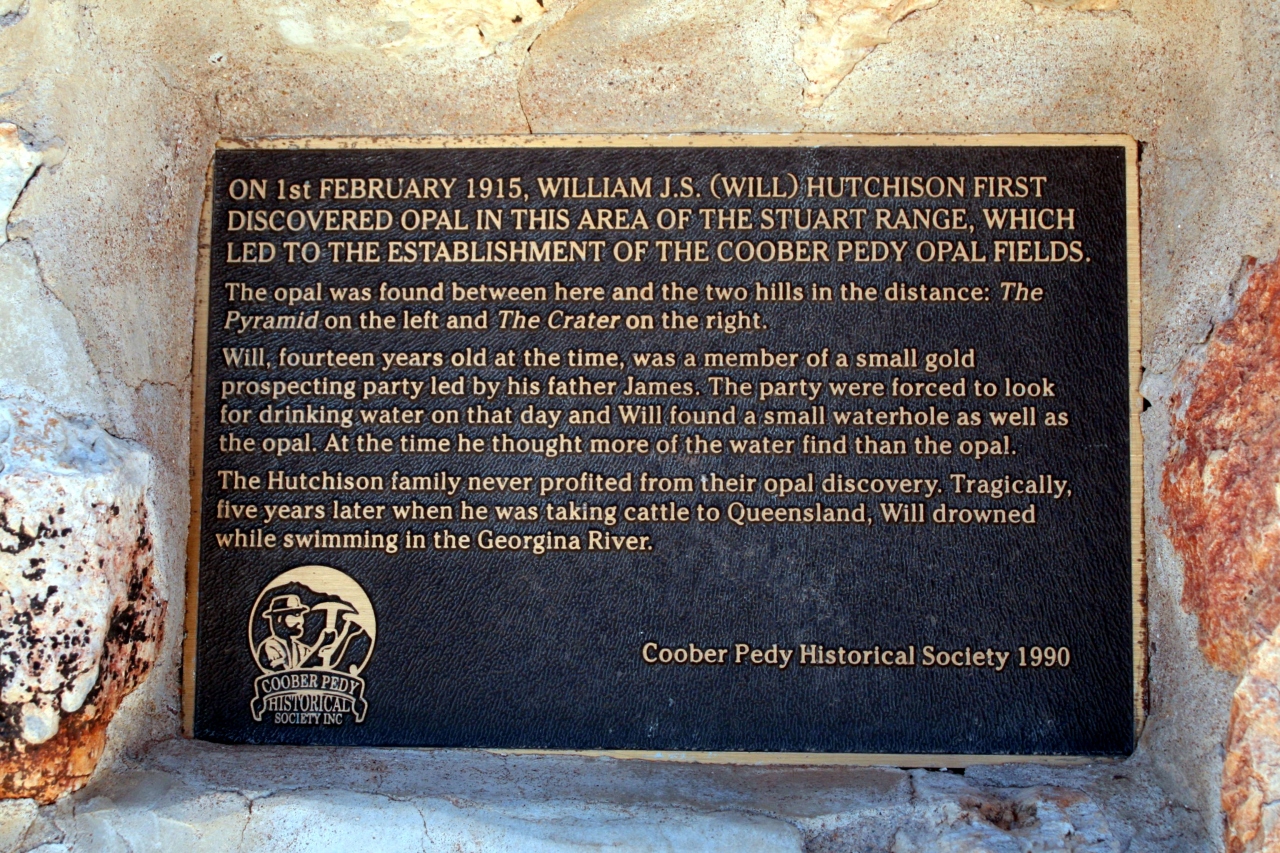 ON 1st FEBRUARY 1915, WILLIAM J.S. (WILL) HUTCHISON FIRST
DISCOVERED OPAL IN THIS AREA OF THE STUART RANGE, WHICH
LED TO THE ESTABLISHMENT OF THE COOBER PEDY OPAL FIELDS.
The opal was found between here and the two hills in the distance: The
Pyramid on the left and The Crater on the right.
Will, fourteen years old at the time, was a member of a small gold
prospecting party led by his father James. The party were forced to look
for drinking water on that day and Will found a small waterhole as well as
the opal. At the time he thought more of the water find than the opal.
The Hutchison family never profited from their opal discovery. Tragically,
five years later when he was taking cattle to Queensland, Will drowned
while swimming in the Georgina River.
Coober Pedy Historical Society 1990
COOBER PEDY
HISTORICAL
SOCIETY INC